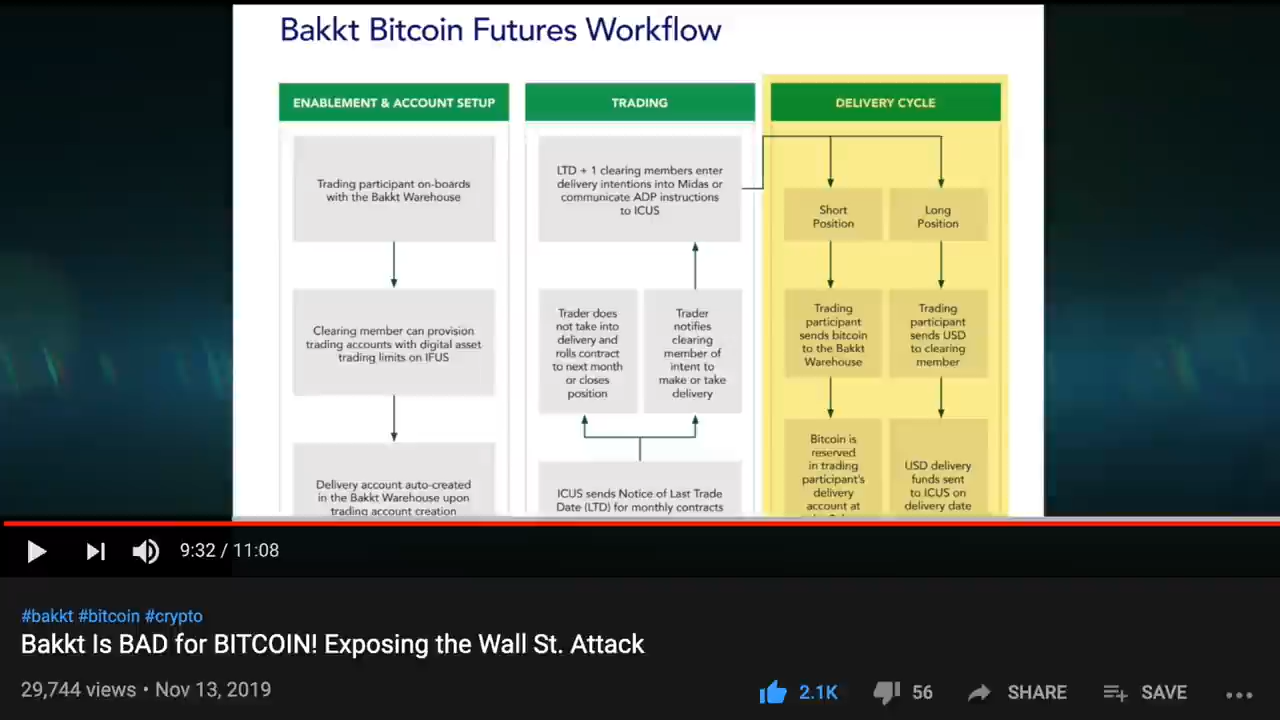 Bakkt Bitcoin Futures Workflow
ENABLEMENT & ACCOUNT SETUP
Trading participant on-boards
with the Bakkt Warehouse
Clearing member can provision
trading accounts with digital asset
trading limits on IFUS
Delivery account auto-created
in the Bakkt Warehouse upon
trading account creation
TRADING
LTD + 1 clearing members enter
delivery intentions into Midas or
communicate ADP instructions
to ICUS
Trader does
not take into
delivery and
rolls contract
to next month
or closes
position
Trader
notifies
clearing
member of
intent to
make or take
delivery
ICUS sends Notice of Last Trade
Date (LTD) for monthly contracts
DELIVERY CYCLE
Short
Position
Long
Position
Trading
participant
sends bitcoin
to the Bakkt
Warehouse
Trading
participant
sends USD
to clearing
member
Bitcoin is
reserved
in trading
participant's
delivery
account at
USD delivery
funds sent
to ICUS on
delivery date
9:32 / 11:08
#bakkt #bitcoin #crypto
Bakkt Is BAD for BITCOIN! Exposing the Wall St. Attack
29,744 views • Nov 13, 2019
2.1K
56
SHARE
SAVE